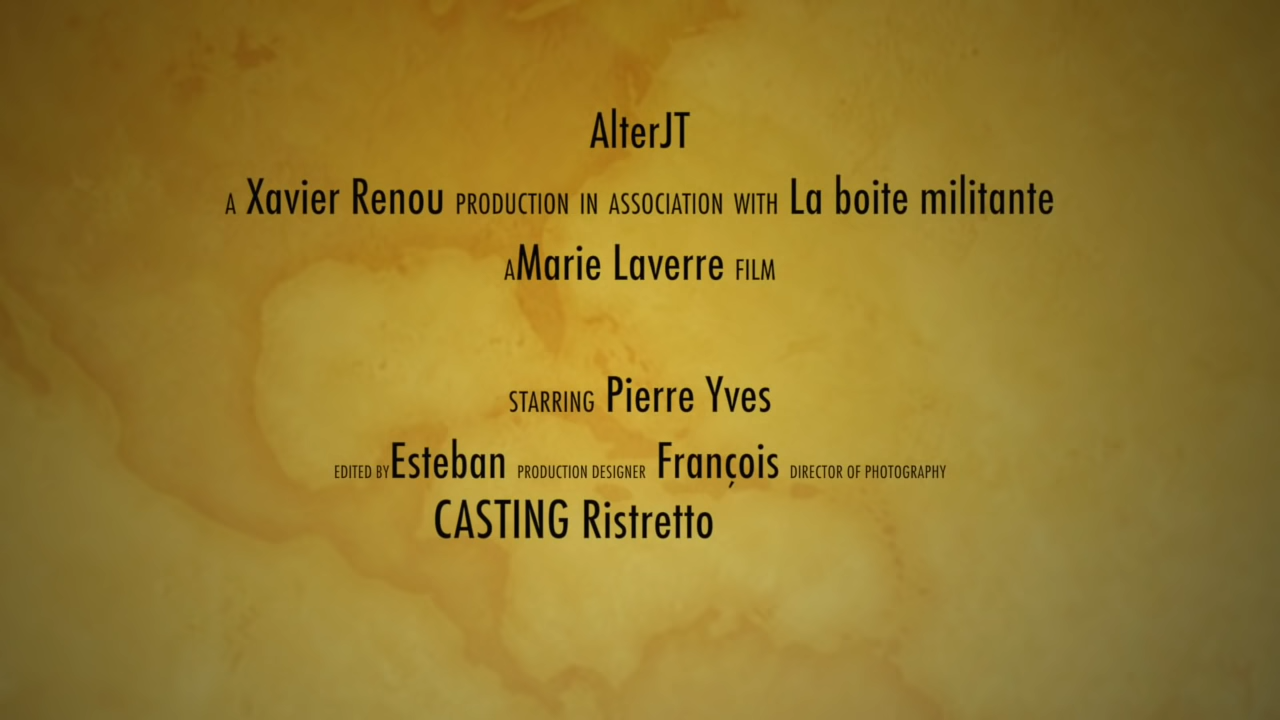 AlterJT
A Xavier Renou PRODUCTION IN ASSOCIATION WITH La boite militante
AMarie Laverre FILM
STARRING Pierre Yves
EDITED BYEsteban PRODUCTION DESIGNER François DIRECTOR OF PHOTOGRAPHY
CASTING Ristretto